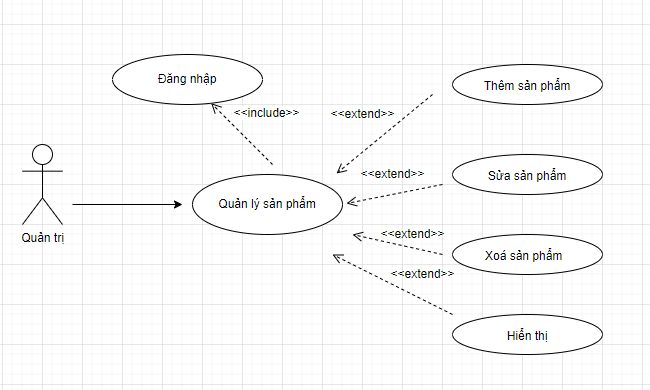 Đăng nhập
Thêm sản phẩm
<<include>>
<<extend>>
<<extend>>
Sửa sản phẩm
Quản lý sản phẩm
Quản trị
<<extend>>
Xoá sản phẩm
<<extend>>
Hiển thị